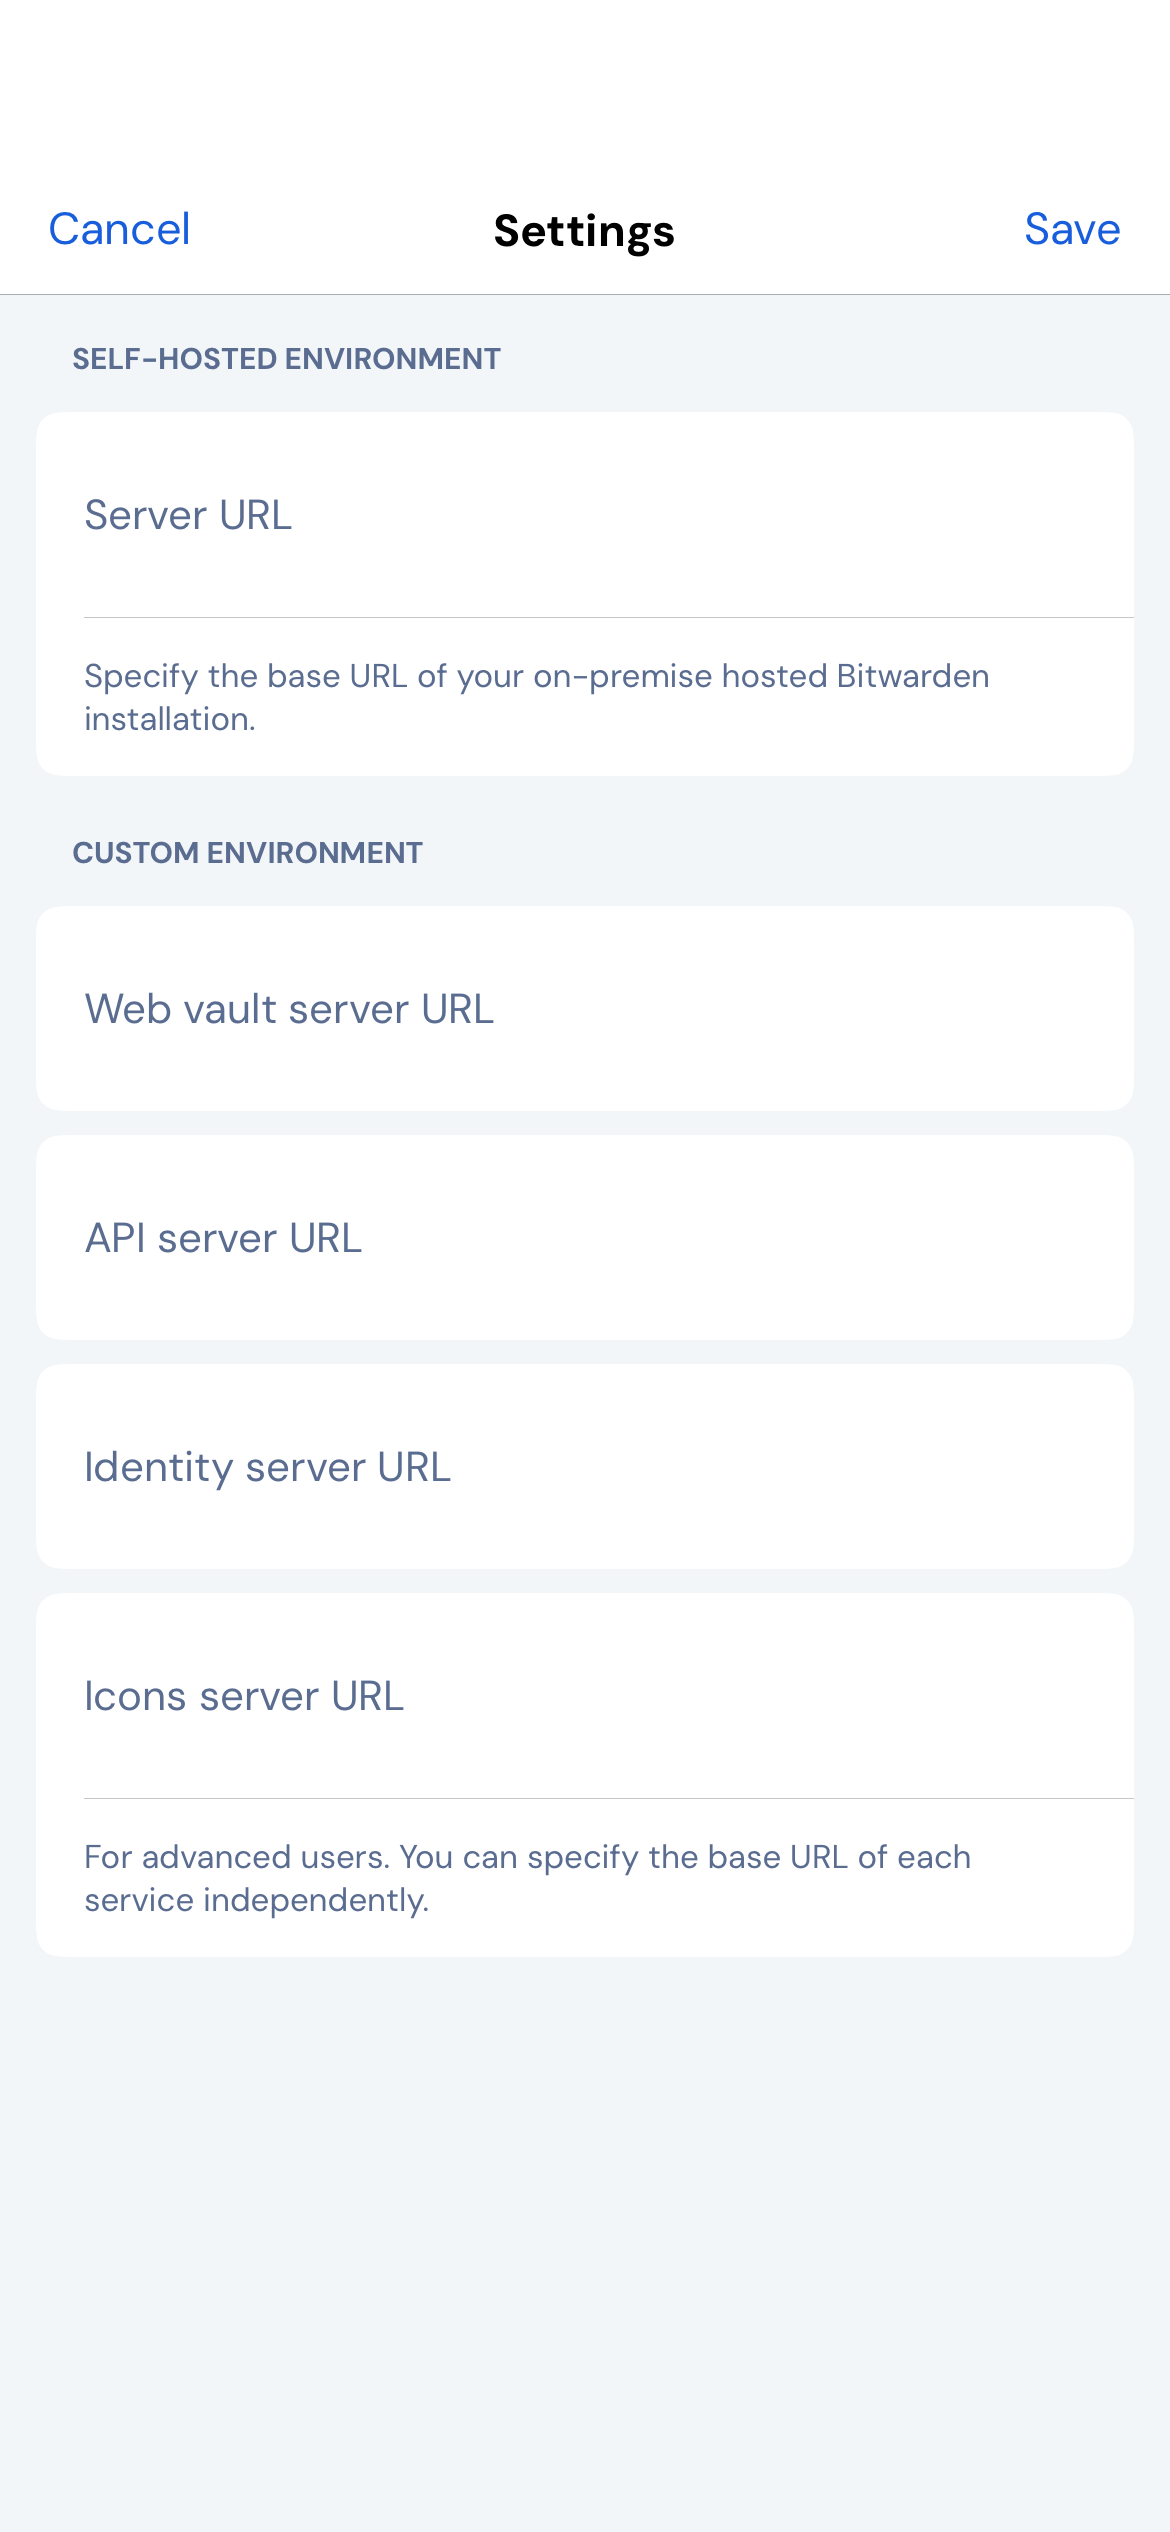 Cancel
Settings
Save
SELF-HOSTED ENVIRONMENT
Server URL
Specify the base URL of your on-premise hosted Bitwarden
installation.
CUSTOM ENVIRONMENT
Web vault server URL
API server URL
Identity server URL
Icons server URL
For advanced users. You can specify the base URL of each
service independently.